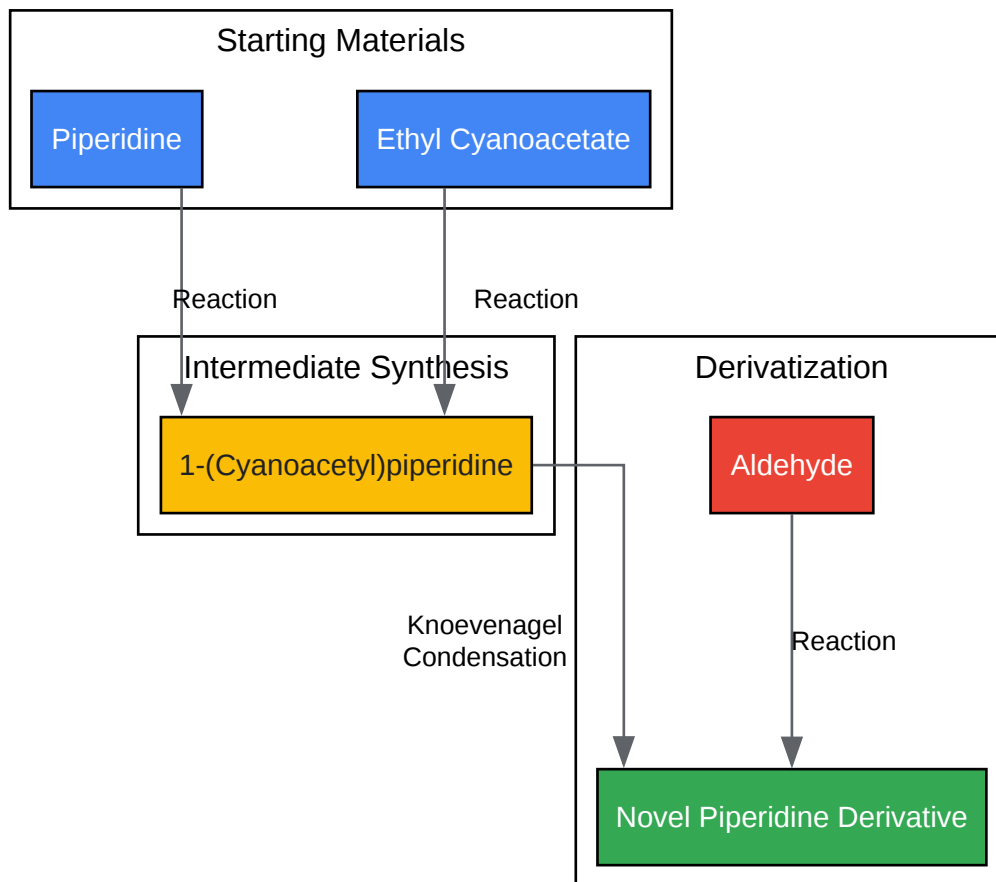 Starting Materials
Piperidine
Ethyl Cyanoacetate
Reaction
Reaction
Intermediate Synthesis
Derivatization
1-(Cyanoacetyl)piperidine
Aldehyde
Knoevenagel
Condensation
Reaction
Novel Piperidine Derivative